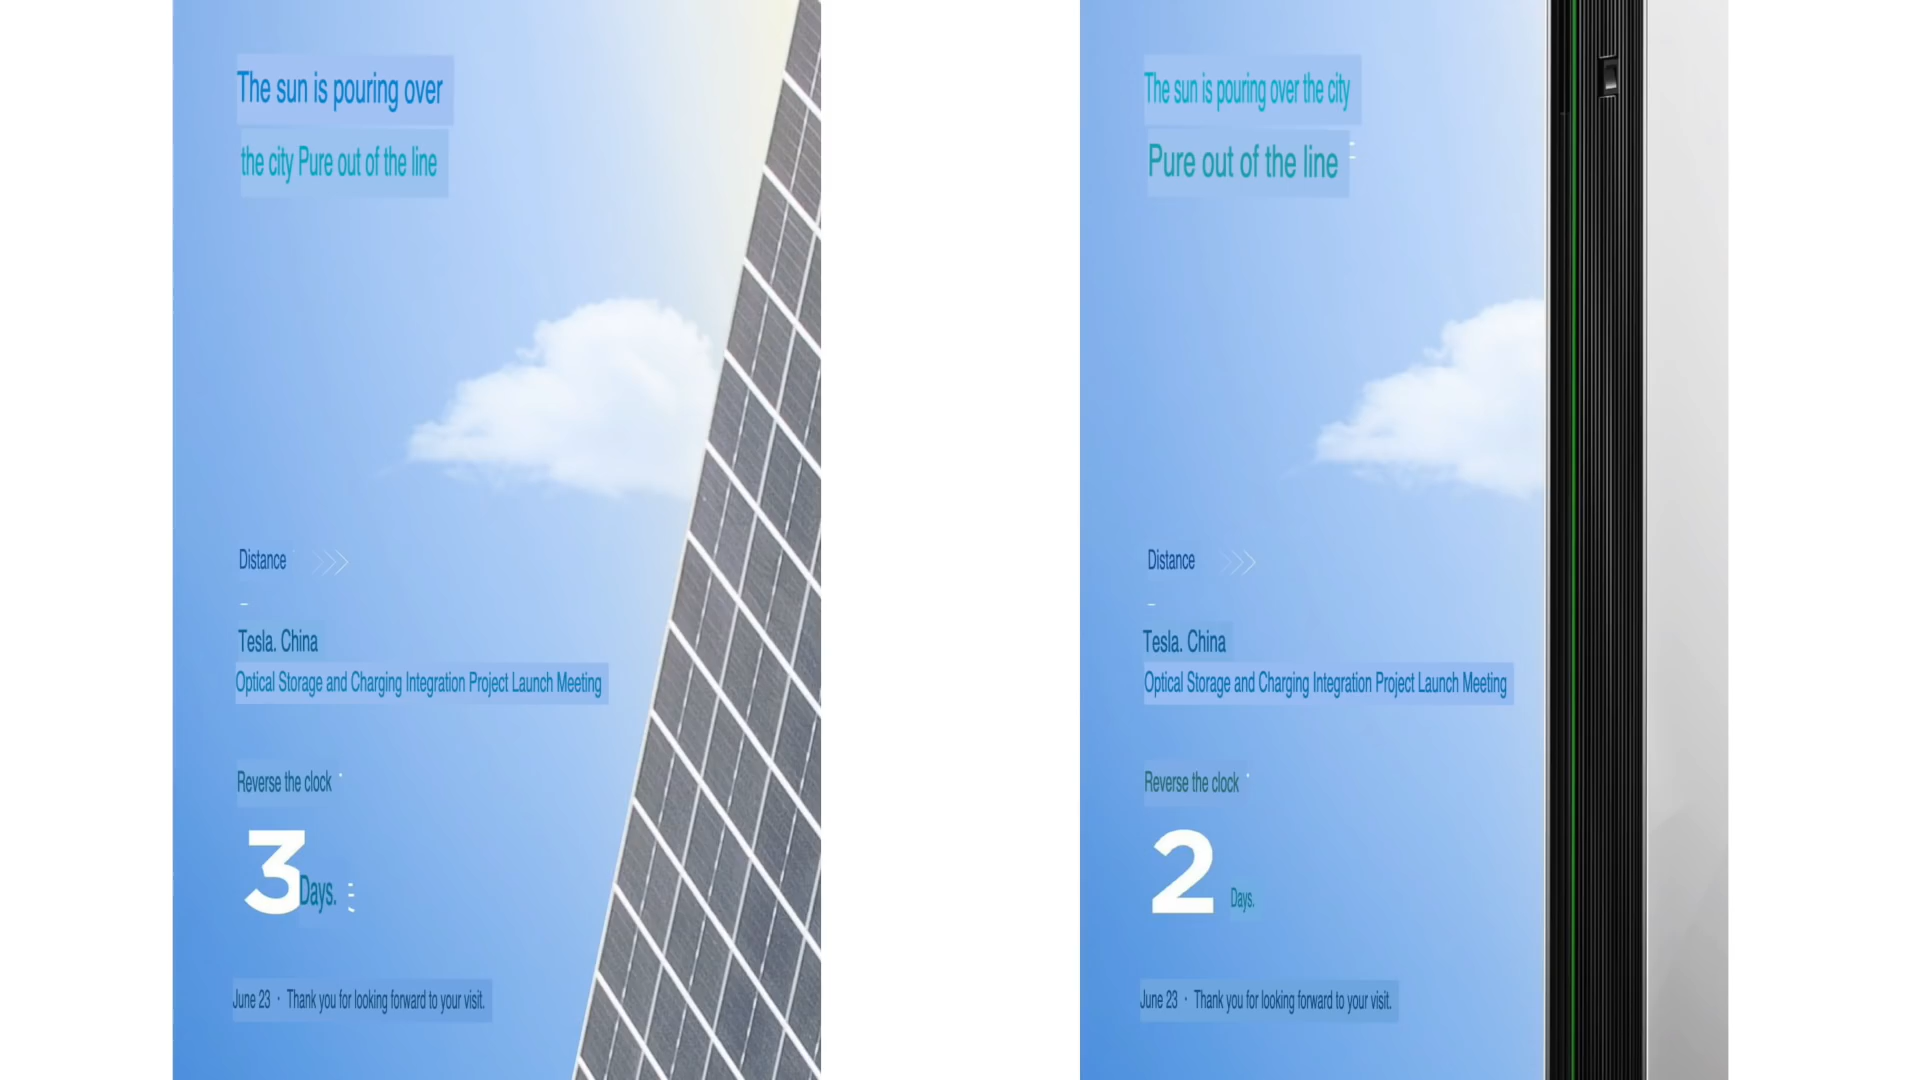 The sun is pouring over
the city Pure out of the line
Distance
Tesla. China
Optical Storage and Charging Integration Project Launch Meeting
Reverse the clock
3 Days.
June 23 · Thank you for looking forward to your visit.
The sun is pouring over the city
Pure out of the line
Distance
Tesla. China
Optical Storage and Charging Integration Project Launch Meeting
Reverse the clock
2 Days.
June 23 · Thank you for looking forward to your visit.